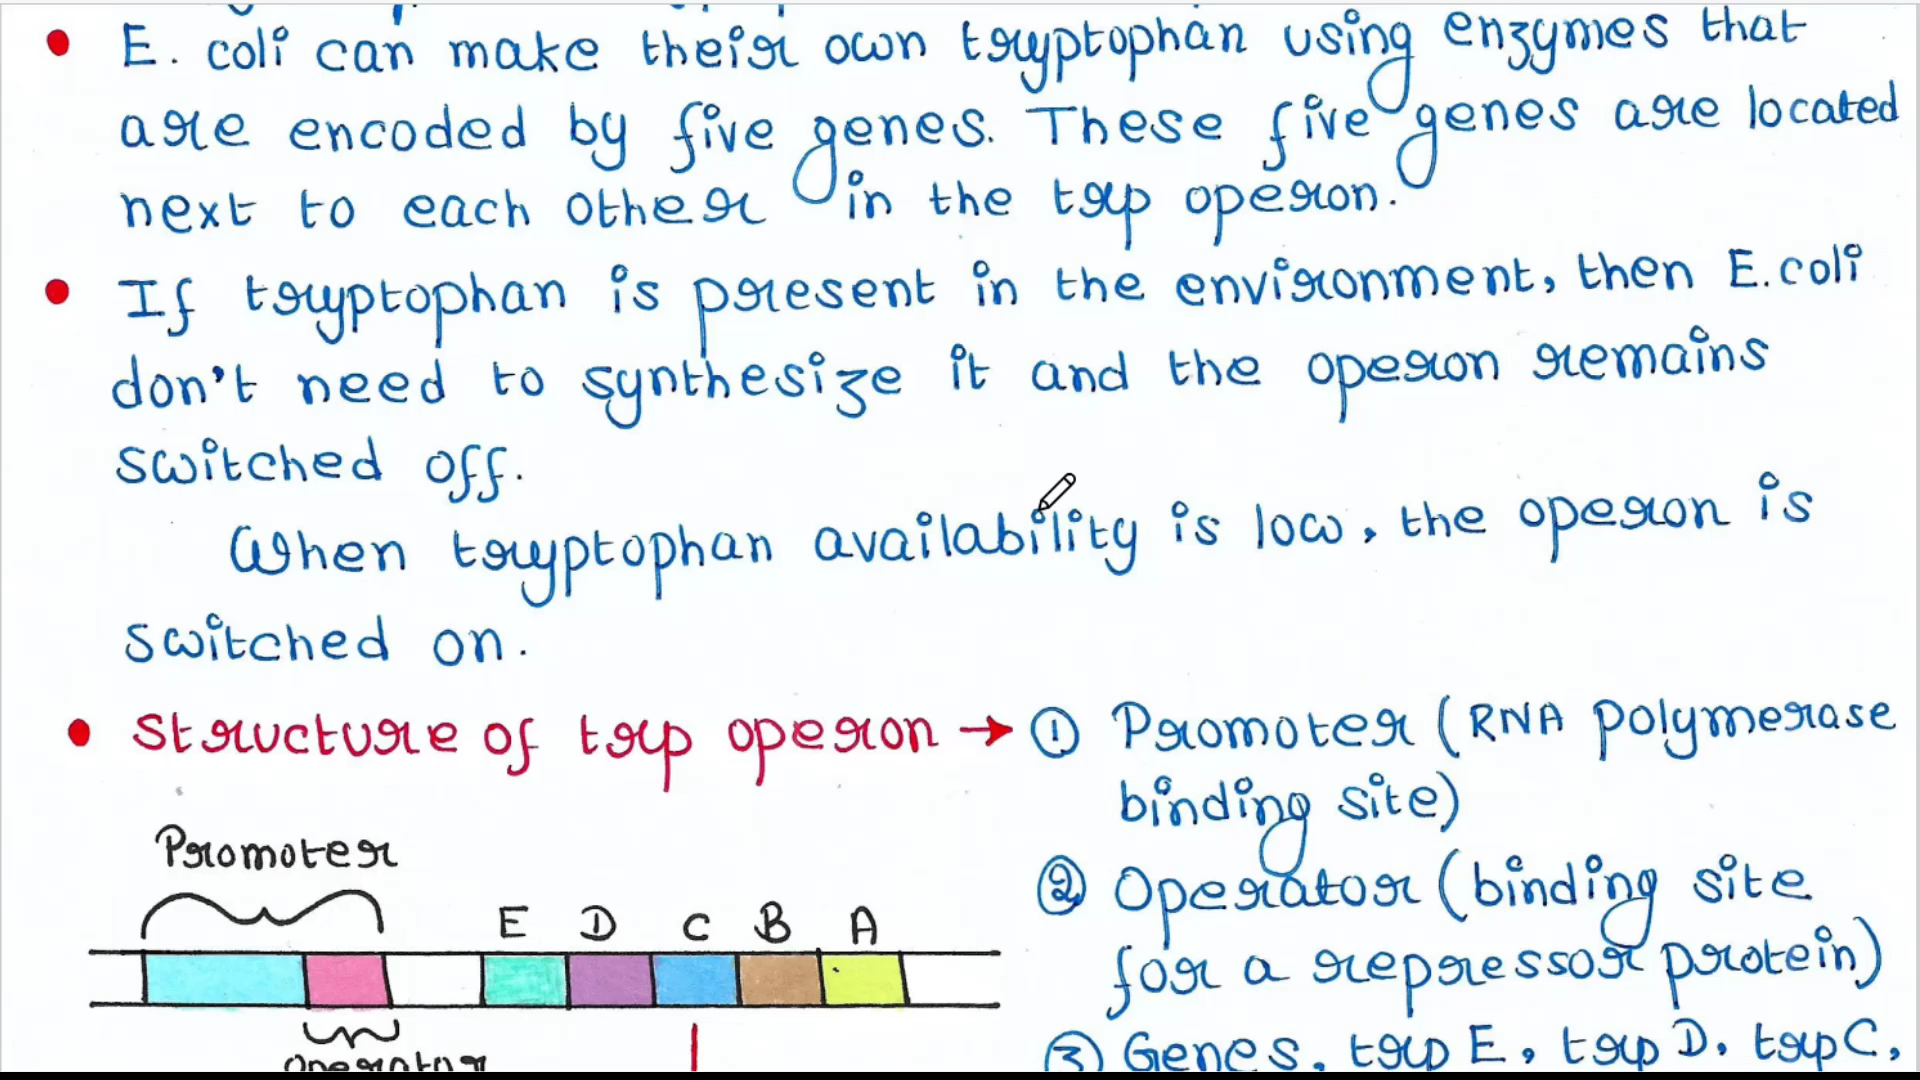 E. coli can make their own tryptophan using enzymes that
are encoded by five genes. These five genes are located
next to each other in the trp operon.
If tryptophan is present in the environment, then E.coli
don't need to synthesize it and the operon remains
switched off.
When tryptophan availability is low, the operon is
switched on.
Structure of trp operon → ① Promoter (RNA polymerase
binding site)
② Operator (binding site
for a repressor protein)
③ Genes, trp E, trp D, trp C,
Promoter
E D C B A
Operator